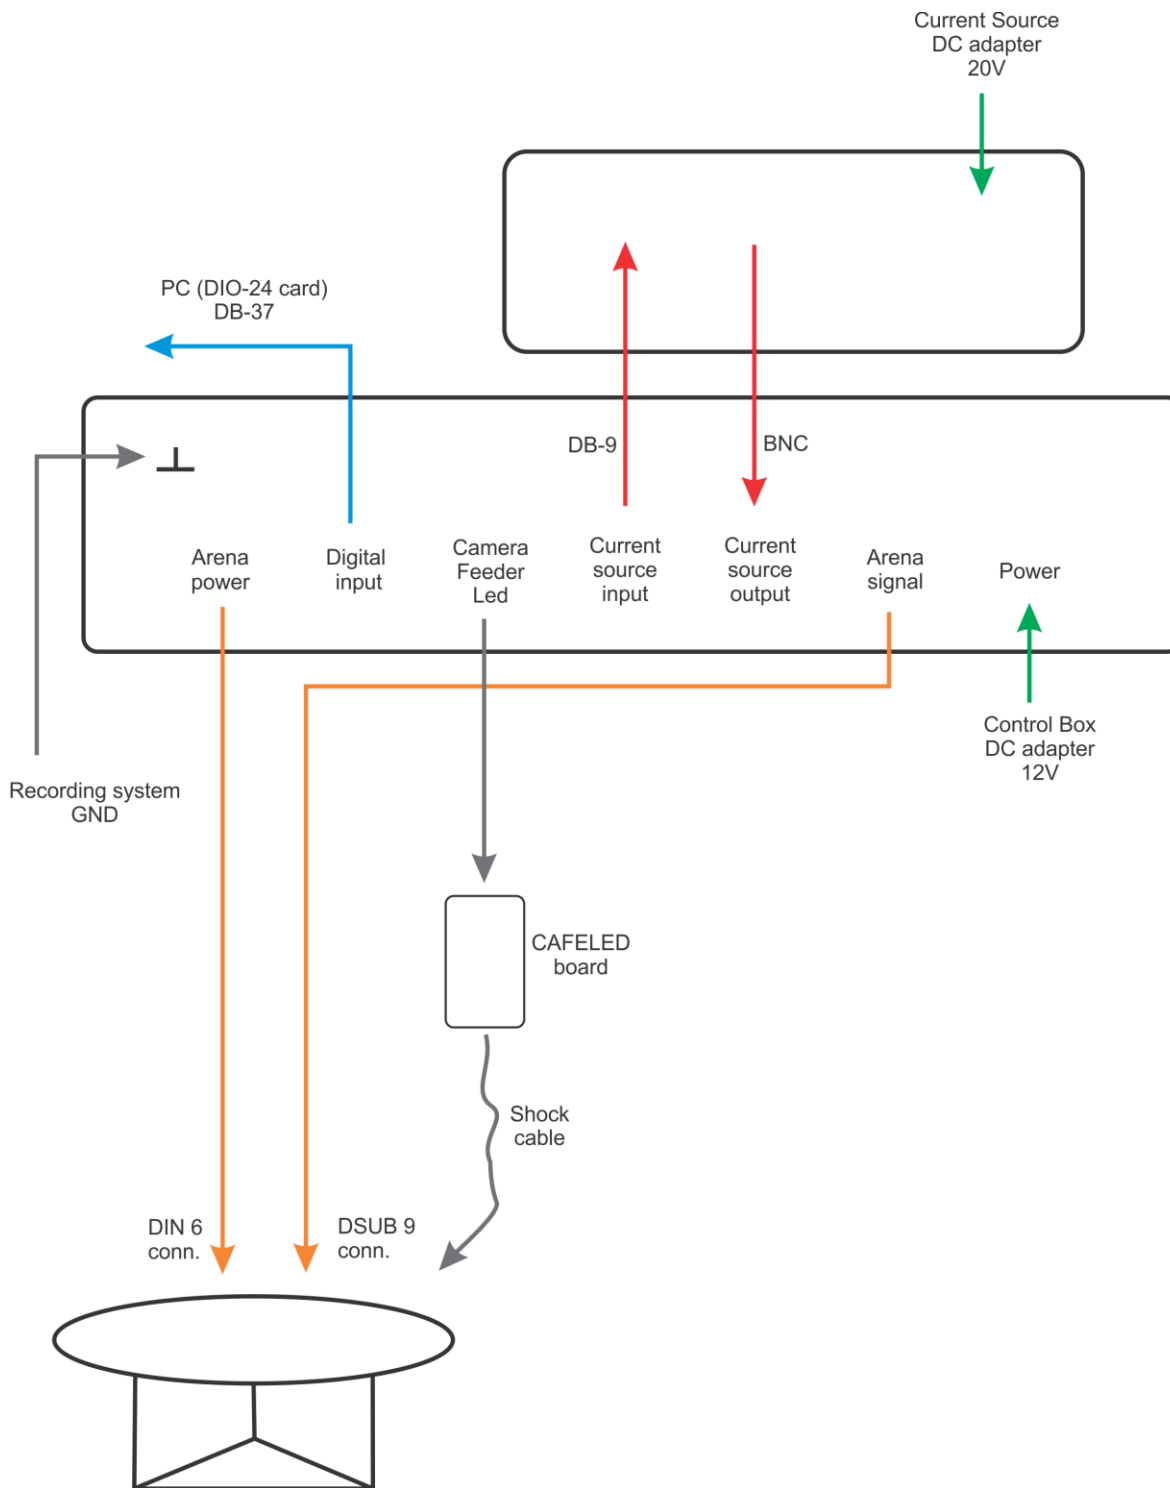 Current Source
DC adapter
20V
PC (DIO-24 card)
DB-37
DB-9
BNC
Arena
power
Digital
input
Camera
Feeder
Led
Current
source
input
Current
source
output
Arena
signal
Power
Control Box
DC adapter
12V
Recording system
GND
CAFELED
board
Shock
cable
DIN 6
conn.
DSUB 9
conn.